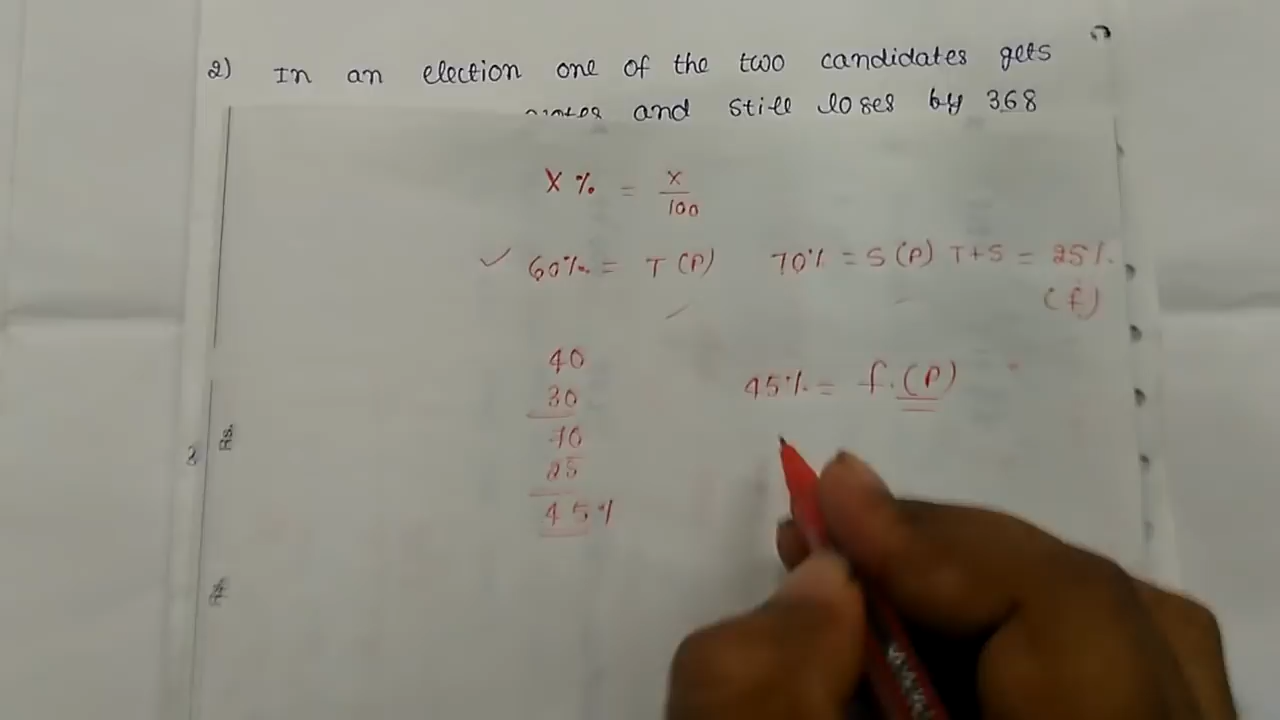 2) In an election one of the two candidates gets
and still loses by 368
X % = x/100
✓ 60% = T (P) 70% = S (P) T+S = 25%
(f)
40
30
70
25
45%
45% = f. (P)
Rs.